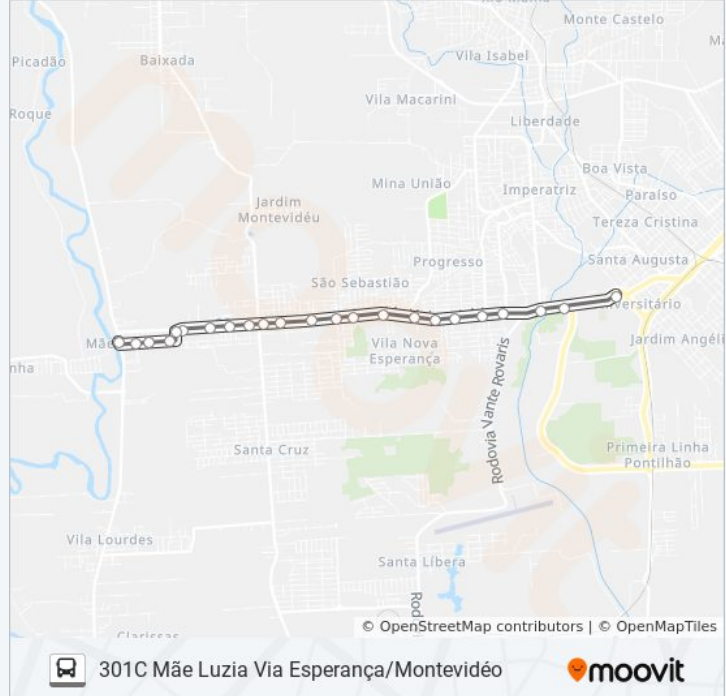 Monte Castelo
Picadão
Baixada
Vila Isabel
Vila Macarini
Roque
Liberdade
Boa Vista
Mina União
Imperatriz
Paraíso
Jardim
Montevidéu
Tereza Cristina
Progresso
Santa Augusta
São Sebastião
Vila Nova
Esperança
Rodovia Vante Rovaris
Santa Cruz
Primeira Linha
Pontilhão
Vila Lourdes
Santa Líbera
Clarissas
© OpenStreetMap contributors | © OpenMapTiles
301C Mãe Luzia Via Esperança/Montevidéo
moovit